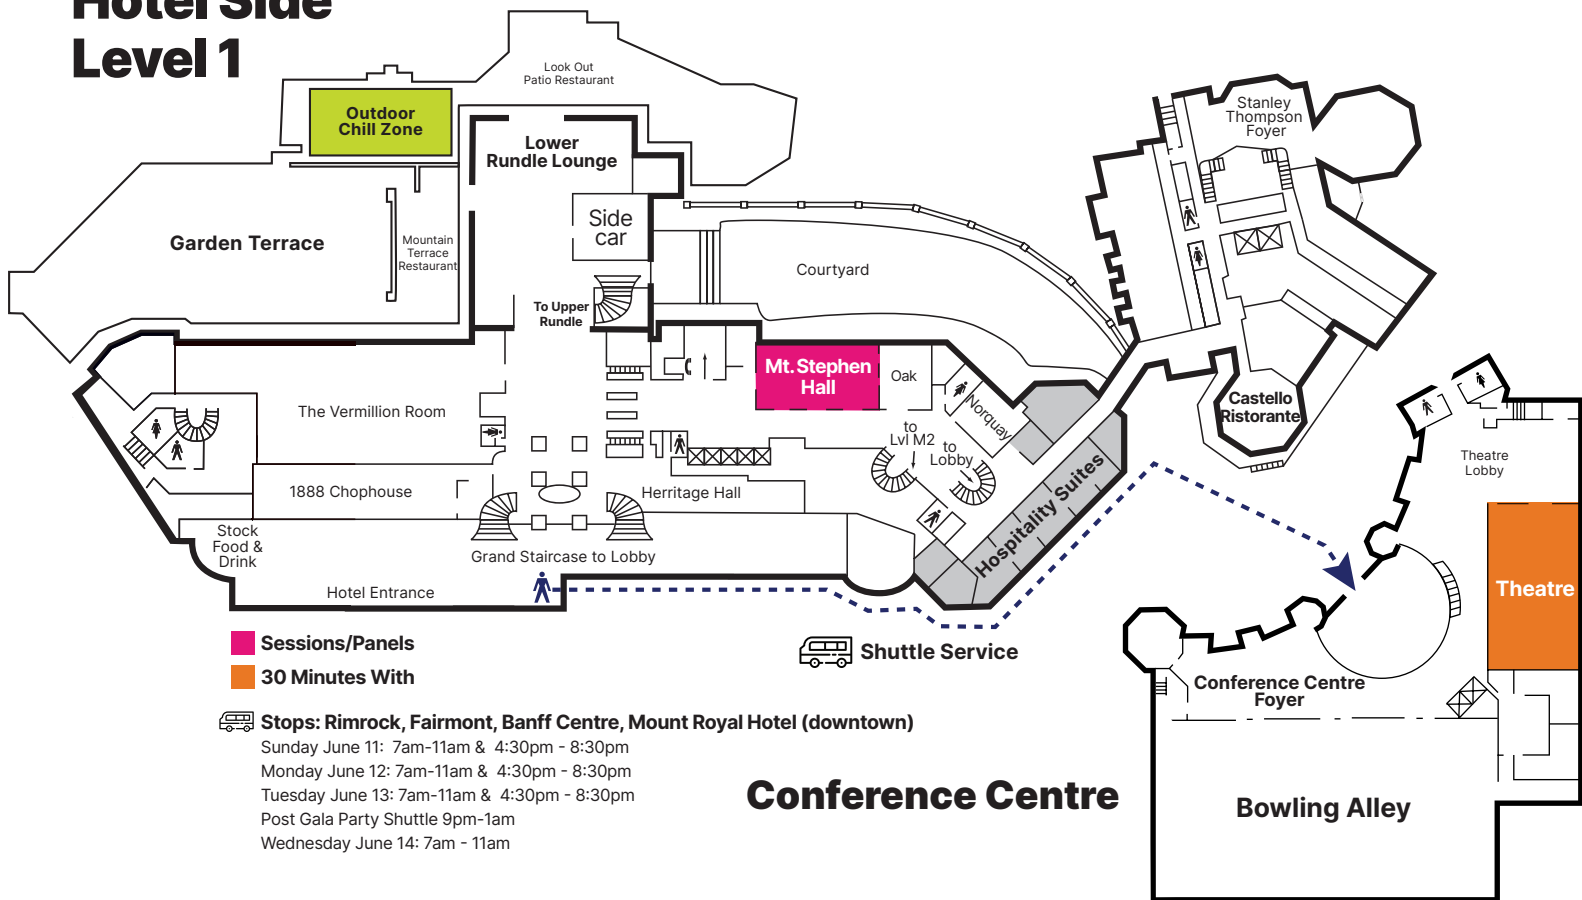 Hotel Side
Level 1
Look Out
Patio Restaurant
Outdoor
Chill Zone
Lower
Rundle Lounge
Side
car
Garden Terrace
Mountain
Terrace
Restaurant
To Upper
Rundle
Courtyard
Stanley
Thompson
Foyer
Mt. Stephen
Hall
Oak
Norquay
to
Lvl M2
to
Lobby
Castello
Ristorante
The Vermillion Room
1888 Chophouse
Herritage Hall
Stock
Food &
Drink
Grand Staircase to Lobby
Hotel Entrance
Hospitality Suites
Theatre
Lobby
Theatre
Sessions/Panels
30 Minutes With
Shuttle Service
Conference Centre
Foyer
Stops: Rimrock, Fairmont, Banff Centre, Mount Royal Hotel (downtown)
Sunday June 11: 7am-11am & 4:30pm - 8:30pm
Monday June 12: 7am-11am & 4:30pm - 8:30pm
Tuesday June 13: 7am-11am & 4:30pm - 8:30pm
Post Gala Party Shuttle 9pm-1am
Wednesday June 14: 7am - 11am
Conference Centre
Bowling Alley